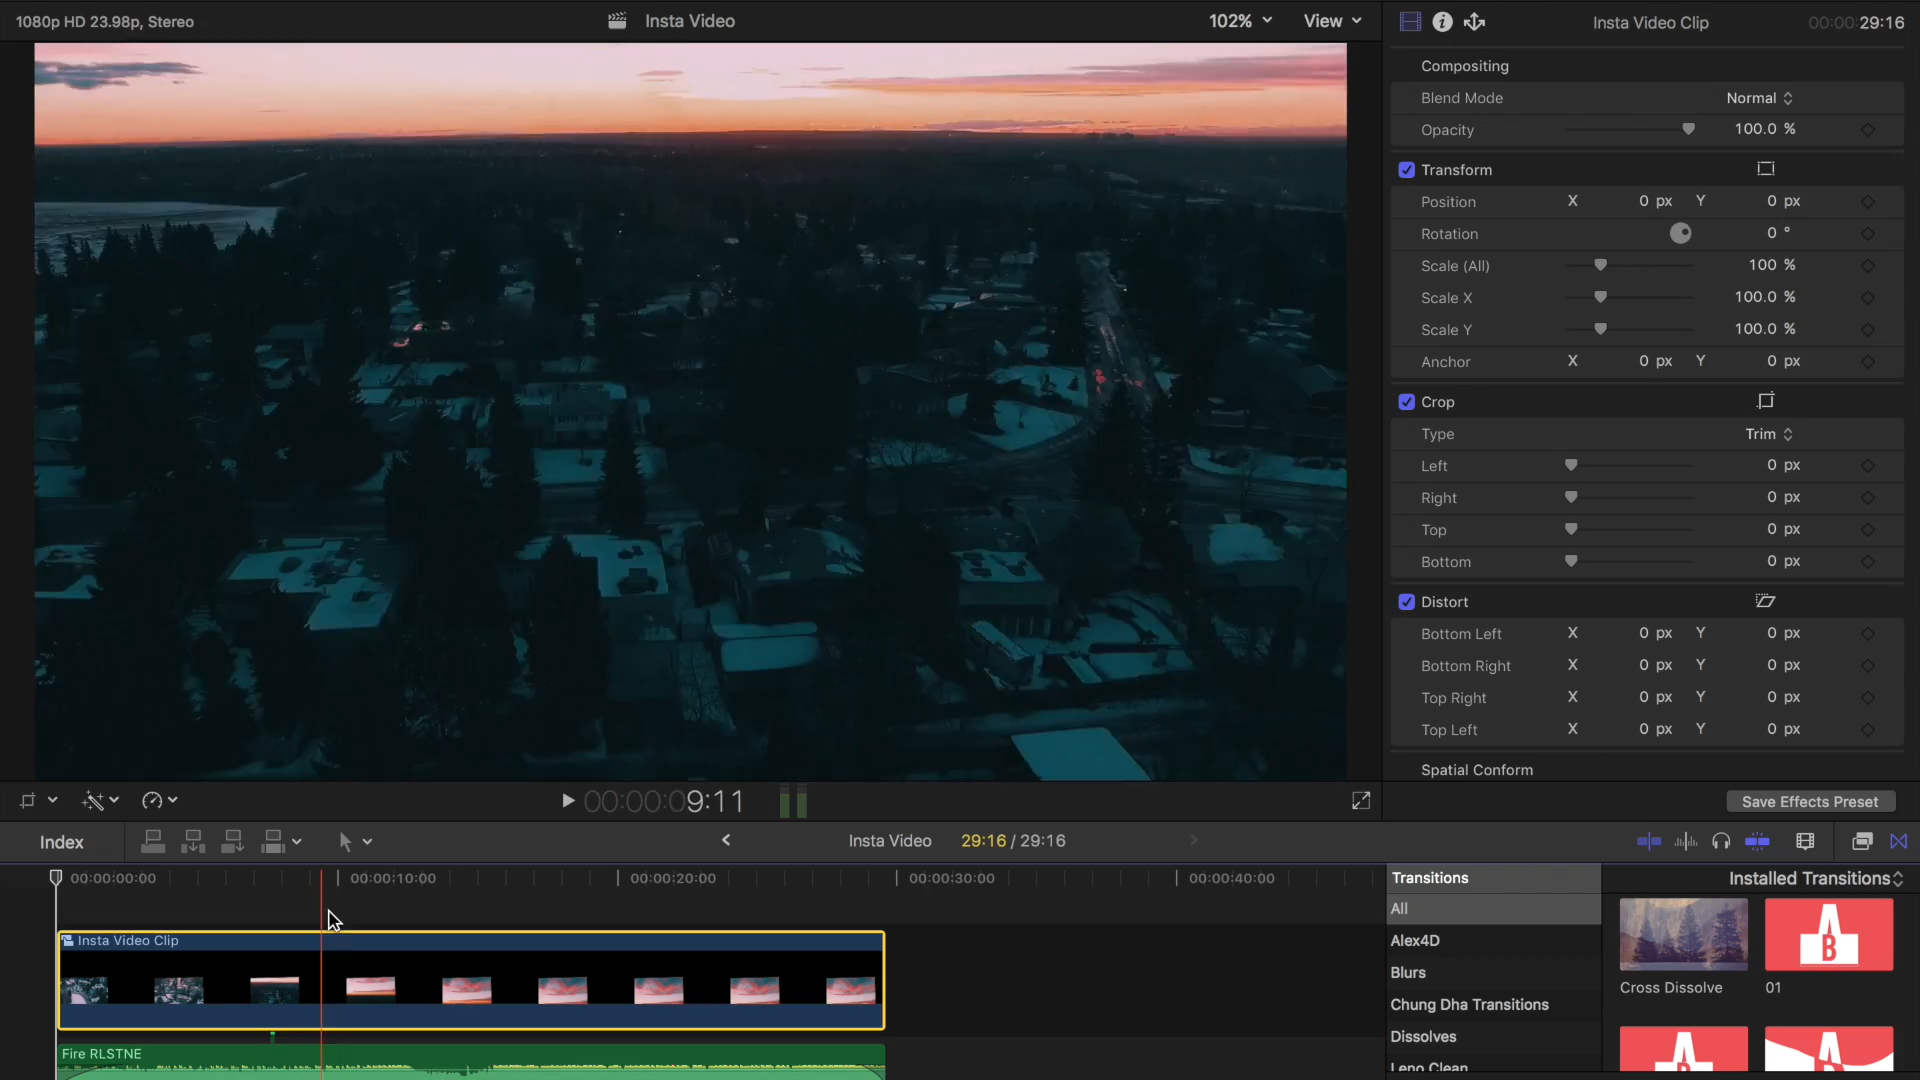 1080p HD 23.98p, Stereo
Insta Video
102%
View
Insta Video Clip
00:00:29:16
Compositing
Blend Mode
Normal
Opacity
100.0 %
Transform
Position X 0 px Y 0 px
Rotation 0 °
Scale (All) 100 %
Scale X 100.0 %
Scale Y 100.0 %
Anchor X 0 px Y 0 px
Crop
Type Trim
Left 0 px
Right 0 px
Top 0 px
Bottom 0 px
Distort
Bottom Left X 0 px Y 0 px
Bottom Right X 0 px Y 0 px
Top Right X 0 px Y 0 px
Top Left X 0 px Y 0 px
Spatial Conform
00:00:09:11
Save Effects Preset
Index
Insta Video
29:16 / 29:16
00:00:00:00
00:00:10:00
00:00:20:00
00:00:30:00
00:00:40:00
Transitions
Installed Transitions
All
Alex4D
Blurs
Chung Dha Transitions
Dissolves
Leno Clean
A
B
Cross Dissolve
01
A
Insta Video Clip
Fire RLSTNE